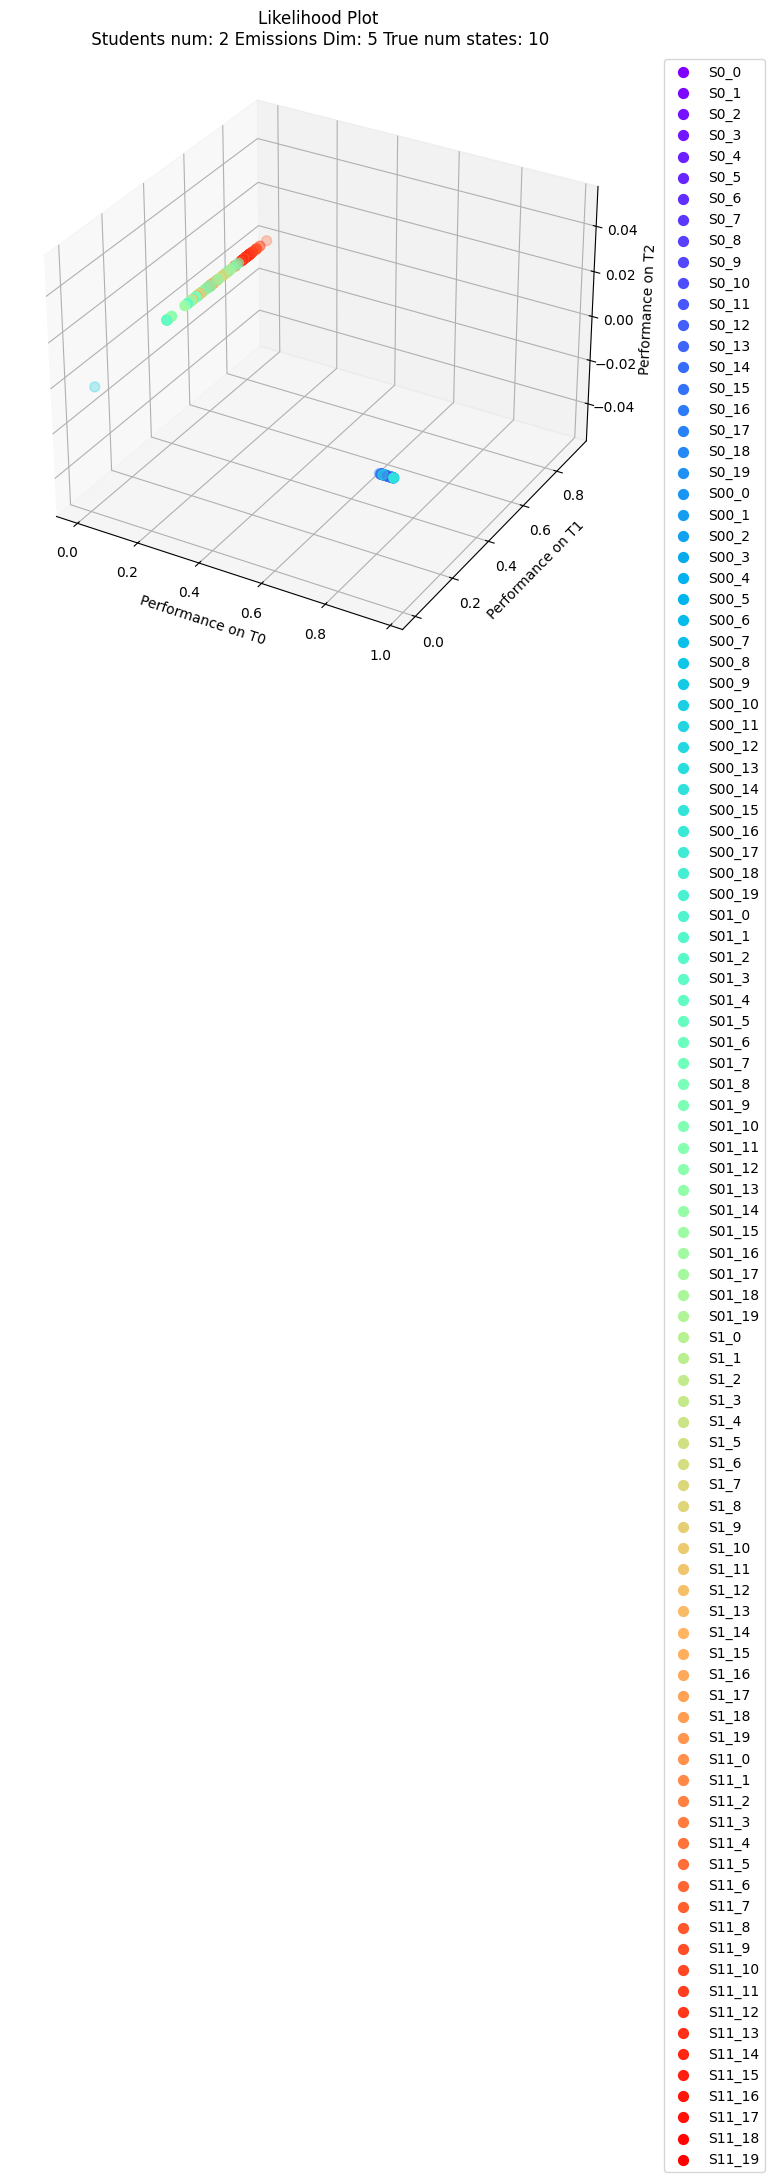 Likelihood Plot
Students num: 2 Emissions Dim: 5 True num states: 10
0.04
0.02
0.00
−0.02
−0.04
Performance on T2
0.8
0.6
0.4
0.2
0.0
Performance on T1
0.0
0.2
0.4
0.6
0.8
1.0
Performance on T0
S0_0
S0_1
S0_2
S0_3
S0_4
S0_5
S0_6
S0_7
S0_8
S0_9
S0_10
S0_11
S0_12
S0_13
S0_14
S0_15
S0_16
S0_17
S0_18
S0_19
S00_0
S00_1
S00_2
S00_3
S00_4
S00_5
S00_6
S00_7
S00_8
S00_9
S00_10
S00_11
S00_12
S00_13
S00_14
S00_15
S00_16
S00_17
S00_18
S00_19
S01_0
S01_1
S01_2
S01_3
S01_4
S01_5
S01_6
S01_7
S01_8
S01_9
S01_10
S01_11
S01_12
S01_13
S01_14
S01_15
S01_16
S01_17
S01_18
S01_19
S1_0
S1_1
S1_2
S1_3
S1_4
S1_5
S1_6
S1_7
S1_8
S1_9
S1_10
S1_11
S1_12
S1_13
S1_14
S1_15
S1_16
S1_17
S1_18
S1_19
S11_0
S11_1
S11_2
S11_3
S11_4
S11_5
S11_6
S11_7
S11_8
S11_9
S11_10
S11_11
S11_12
S11_13
S11_14
S11_15
S11_16
S11_17
S11_18
S11_19